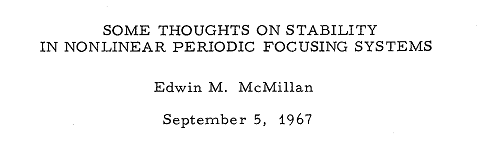 SOME THOUGHTS ON STABILITY
IN NONLINEAR PERIODIC FOCUSING SYSTEMS
Edwin M. McMillan
September 5, 1967